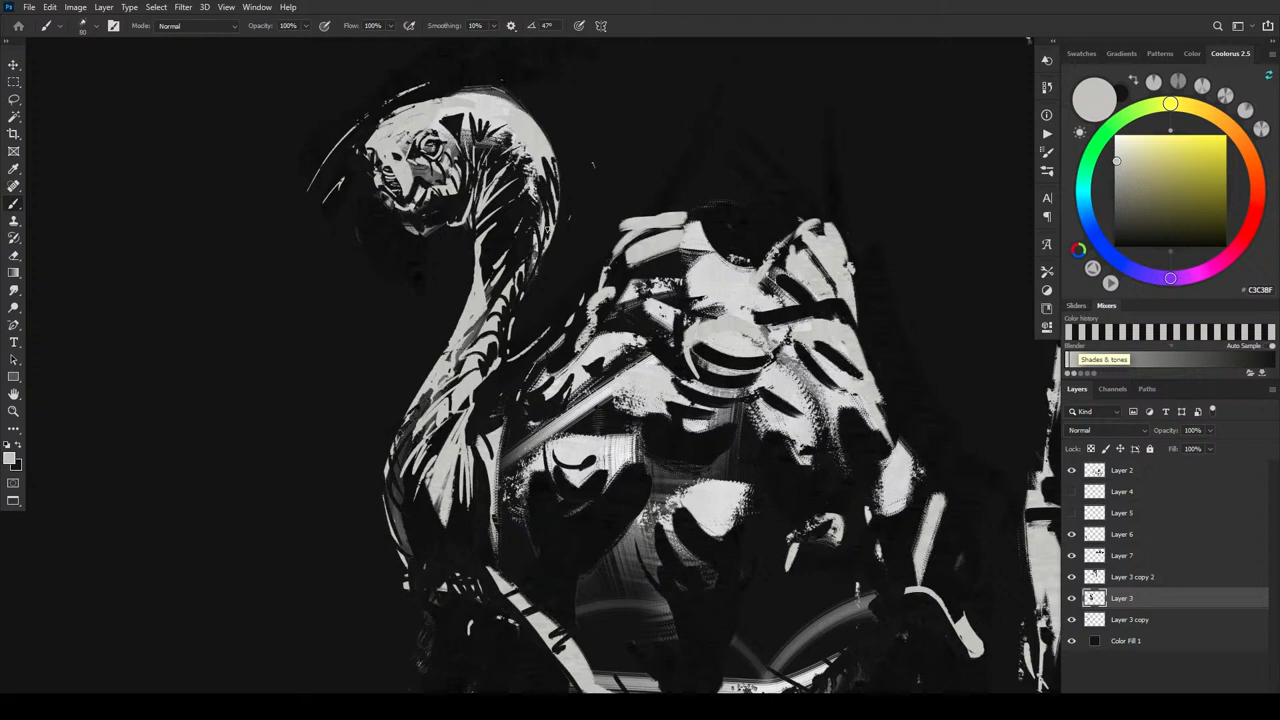 Ps File Edit Image Layer Type Select Filter 3D View Window Help
80 Mode: Normal Opacity: 100% Flow: 100% Smoothing: 10% 47°
Swatches Gradients Patterns Color Coolorus 2.5
# C3C3BF
Sliders Mixers
Color history
Blender Auto Sample
Shades & tones
Layers Channels Paths
Kind
Normal Opacity: 100%
Lock: Fill: 100%
Layer 2
Layer 4
Layer 5
Layer 6
Layer 7
Layer 3 copy 2
Layer 3
Layer 3 copy
Color Fill 1